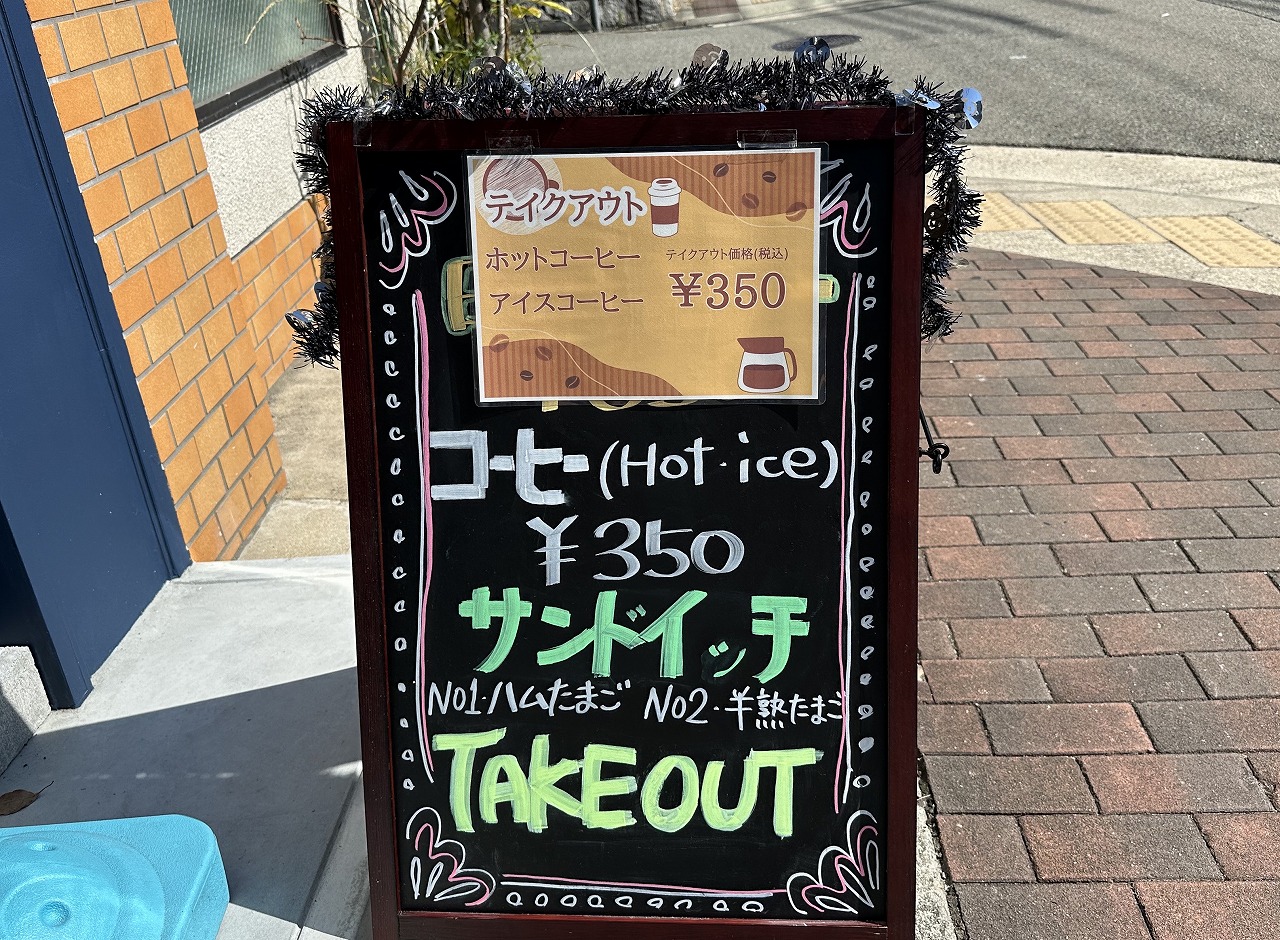 テイクアウト
ホットコーヒー
テイクアウト価格(税込)
アイスコーヒー
¥350
コーヒー(Hot・ice)
¥350
サンドイッチ
No1・ハムたまご No2・半熟たまご
TAKEOUT